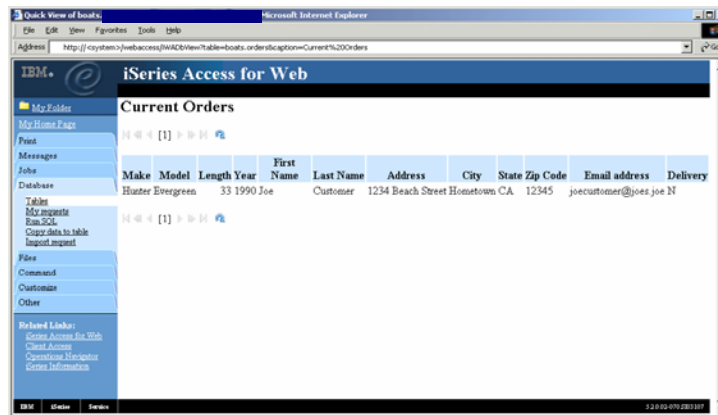 Quick View of boats. Microsoft Internet Explorer
File Edit View Favorites Tools Help
Address http://<system>/webaccess/iWADbView?table=boats.orders&caption=Current%20Orders Go
IBM. iSeries Access for Web
My Folder
My Home Page
Print
Messages
Jobs
Database
Tables
My requests
Run SQL
Copy data to table
Import request
Files
Command
Customize
Other
Related Links:
iSeries Access for Web
Client Access
Operations Navigator
iSeries Information
IBM iSeries Service
Current Orders
[1]
Make Model Length Year First Name Last Name Address City State Zip Code Email address Delivery
Hunter Evergreen 33 1990 Joe Customer 1234 Beach Street Hometown CA 12345 joecustomer@joes.joe N
[1]